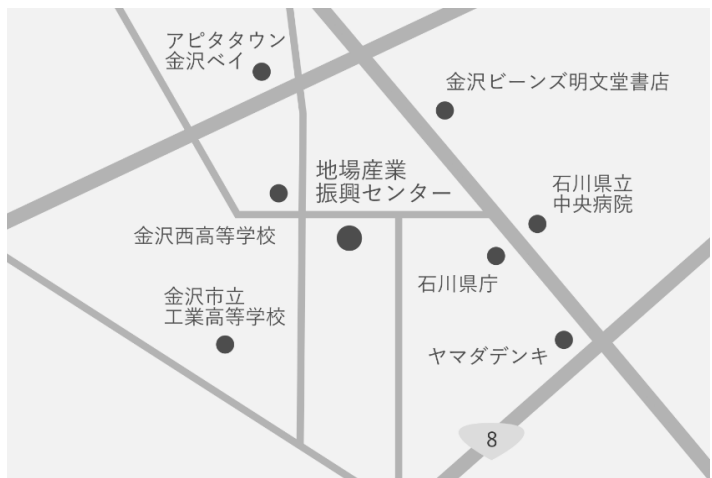 アピタタウン
金沢ベイ
金沢ビーンズ明文堂書店
地場産業
振興センター
石川県立
中央病院
金沢西高等学校
石川県庁
金沢市立
工業高等学校
ヤマダデンキ
8